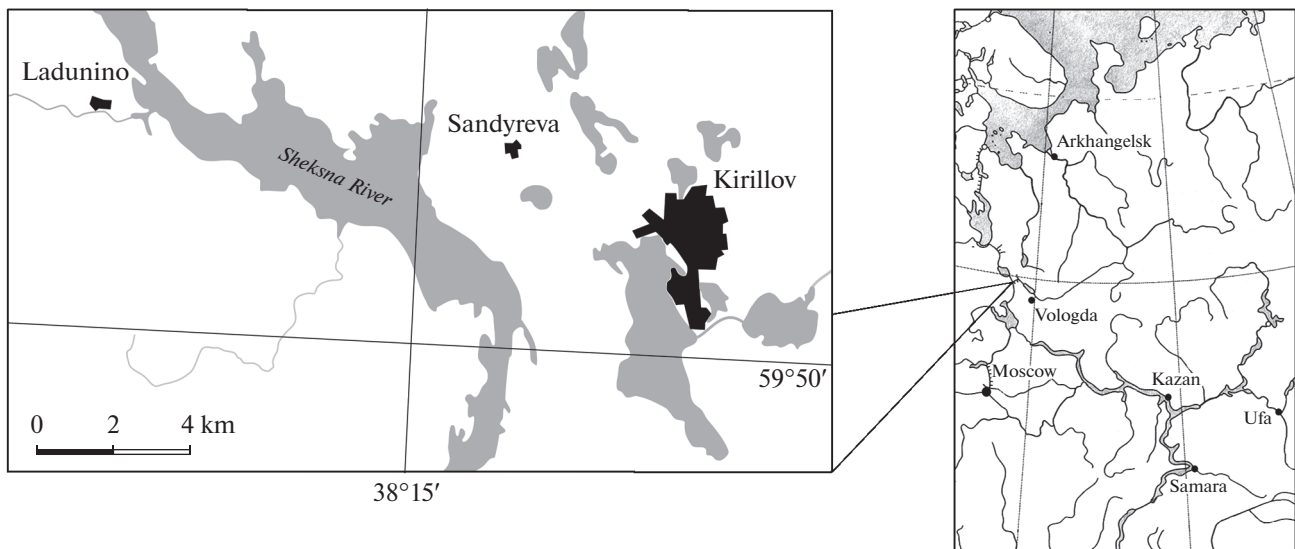 Ladunino
Sandyreva
Sheksna River
Kirillov
59°50′
0 2 4 km
38°15′
Arkhangelsk
Vologda
Moscow
Kazan
Ufa
Samara